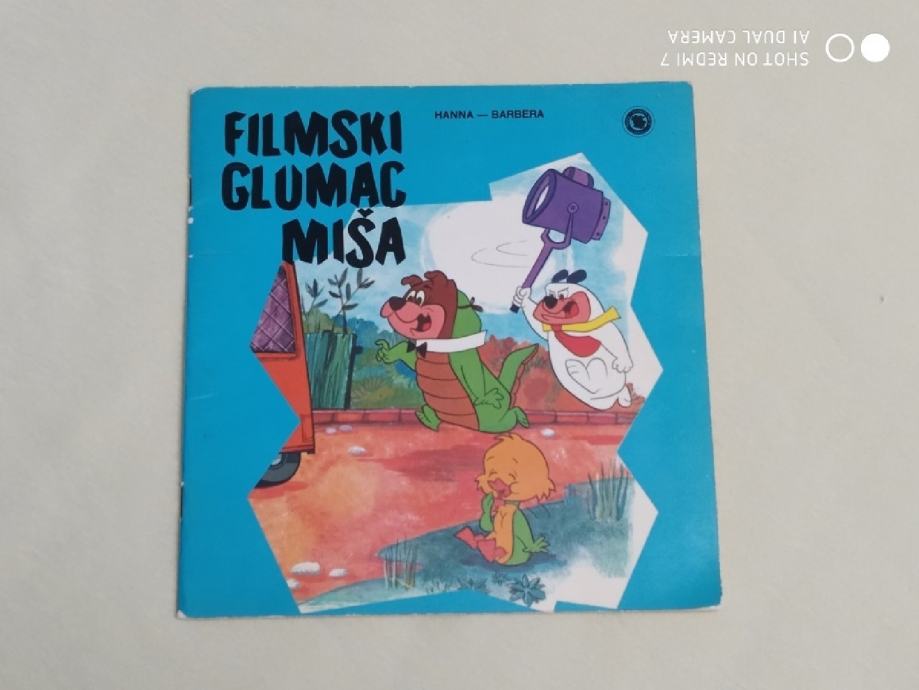 FILMSKI
GLUMAC
MIŠA
HANNA — BARBERA
SHOT ON REDMI 7
AI DUAL CAMERA